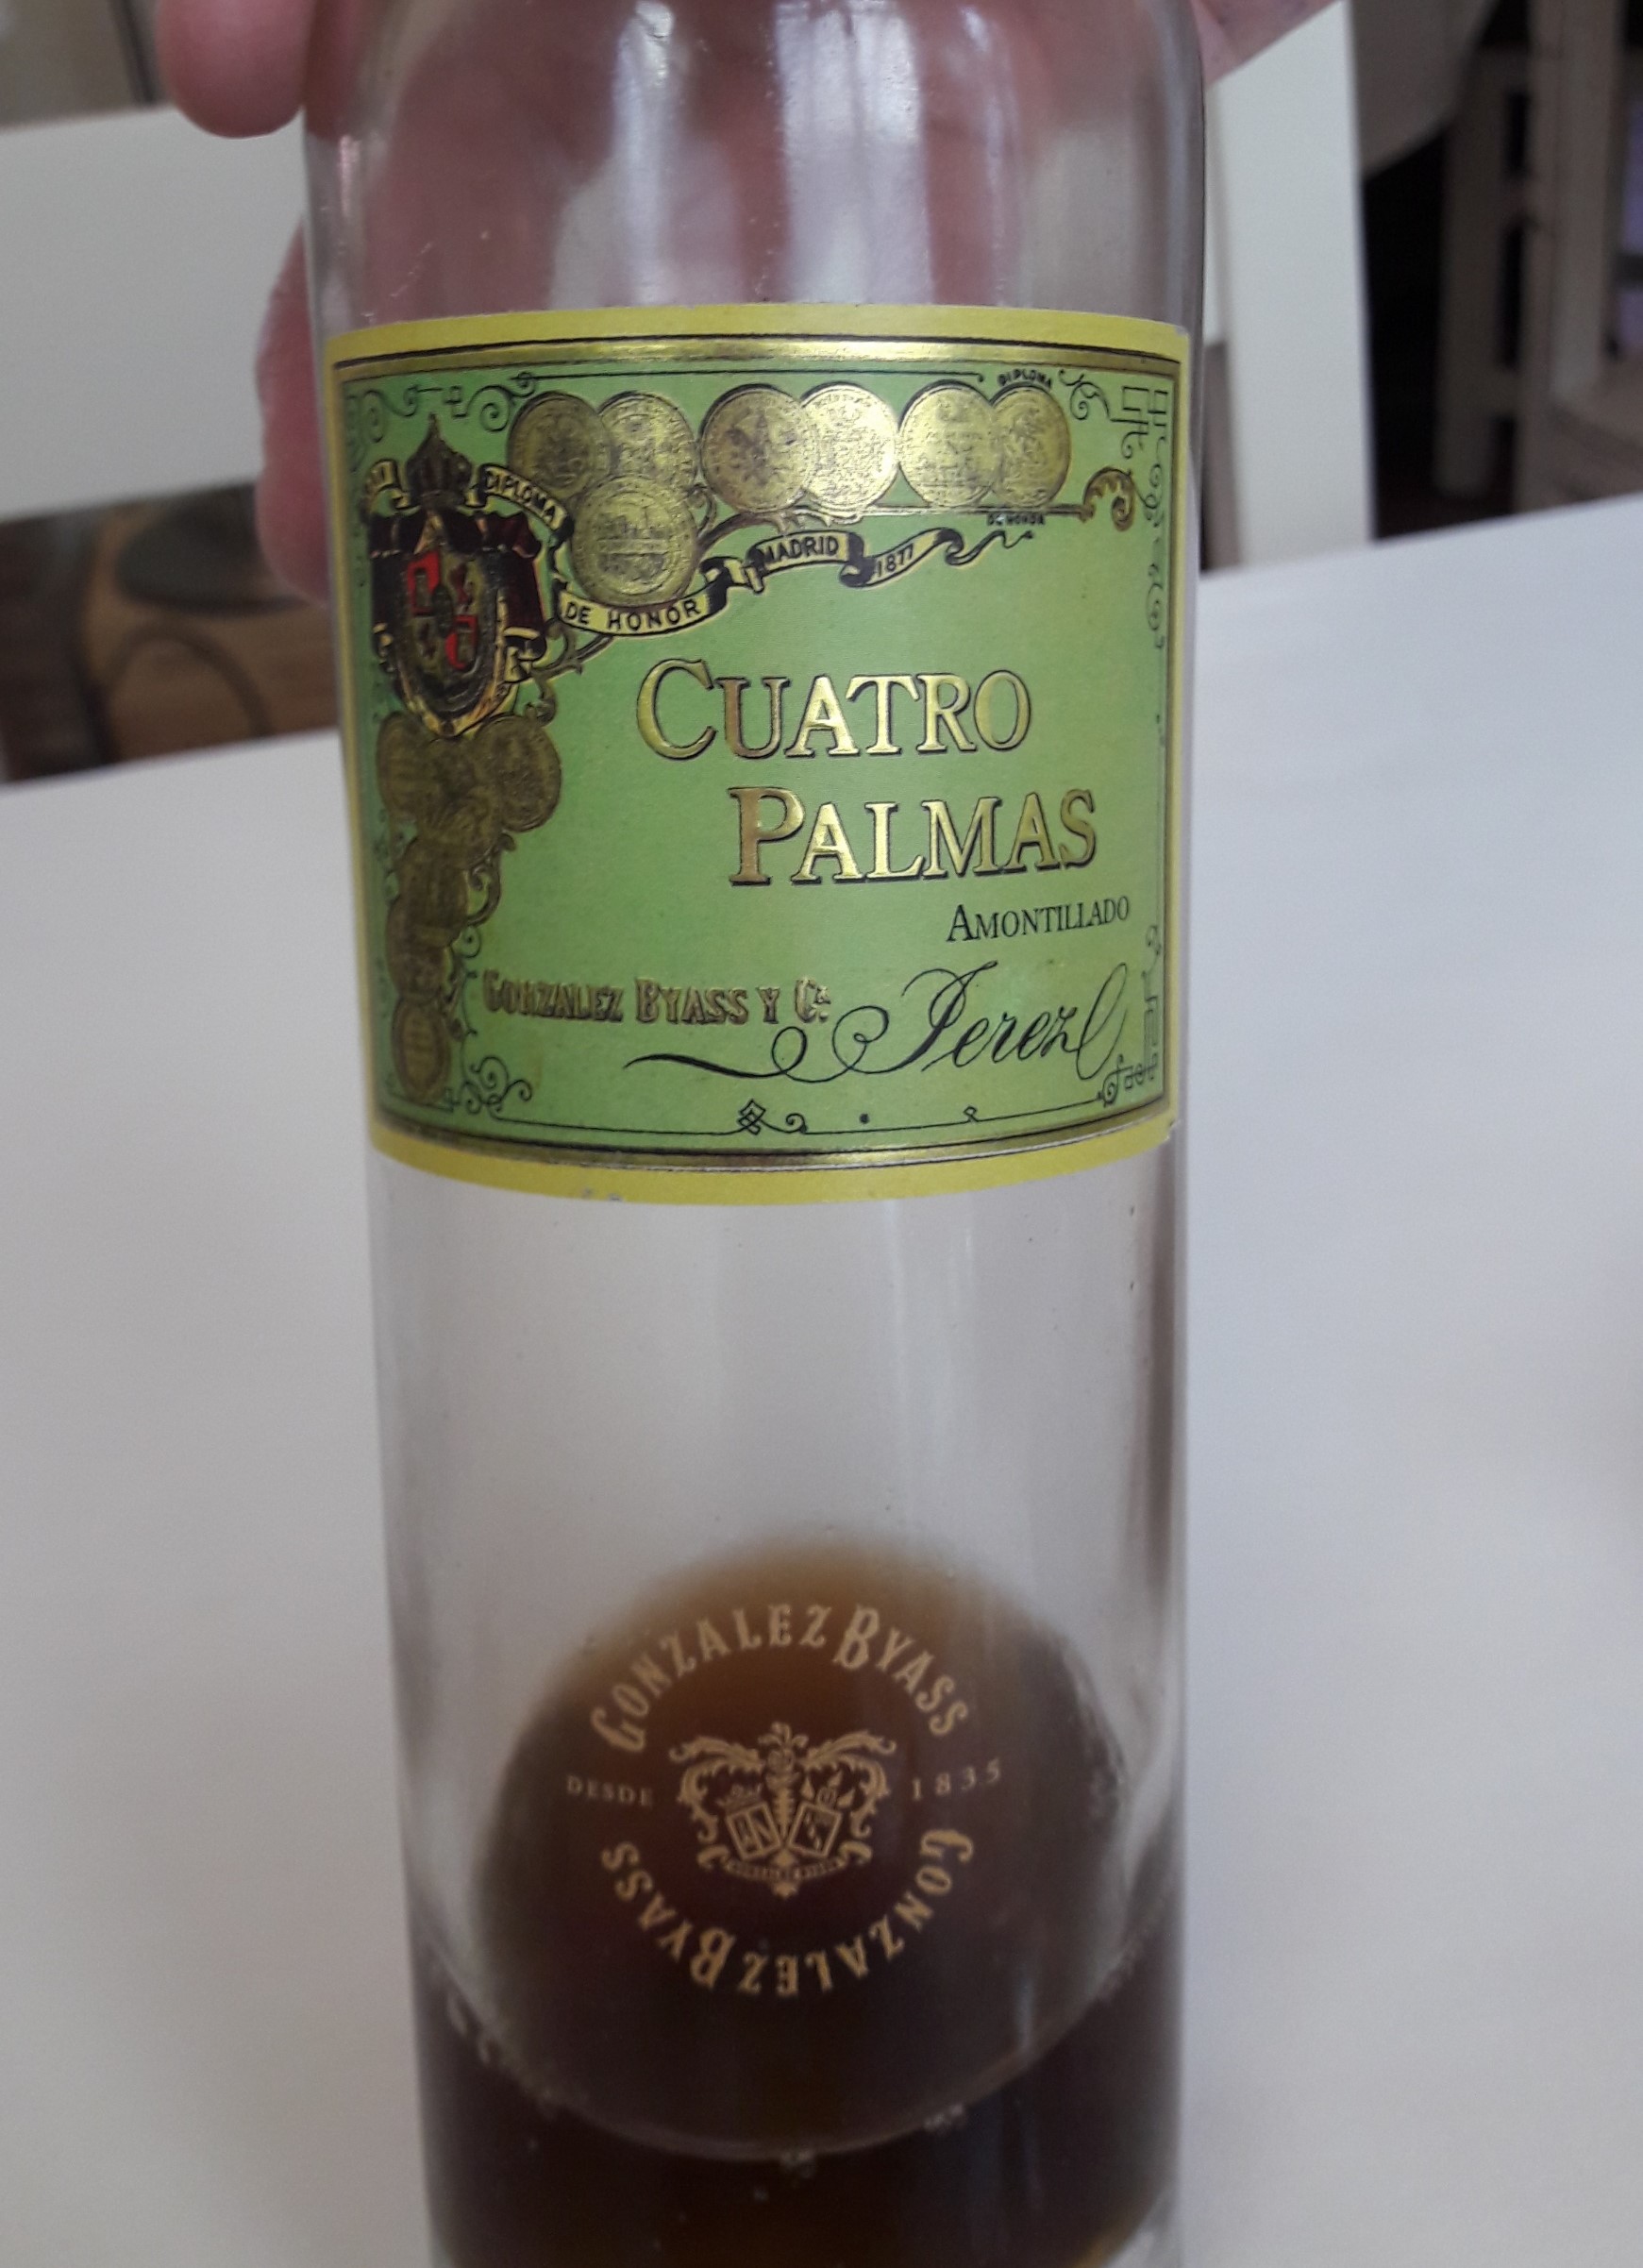 DIPLOMA
DIPLOMA
DE HONOR
DE HONOR
MADRID
1877
CUATRO
PALMAS
AMONTILLADO
GONZALEZ BYASS Y Cª
Jerez
GONZALEZ BYASS
DESDE 1835
GONZALEZ BYASS